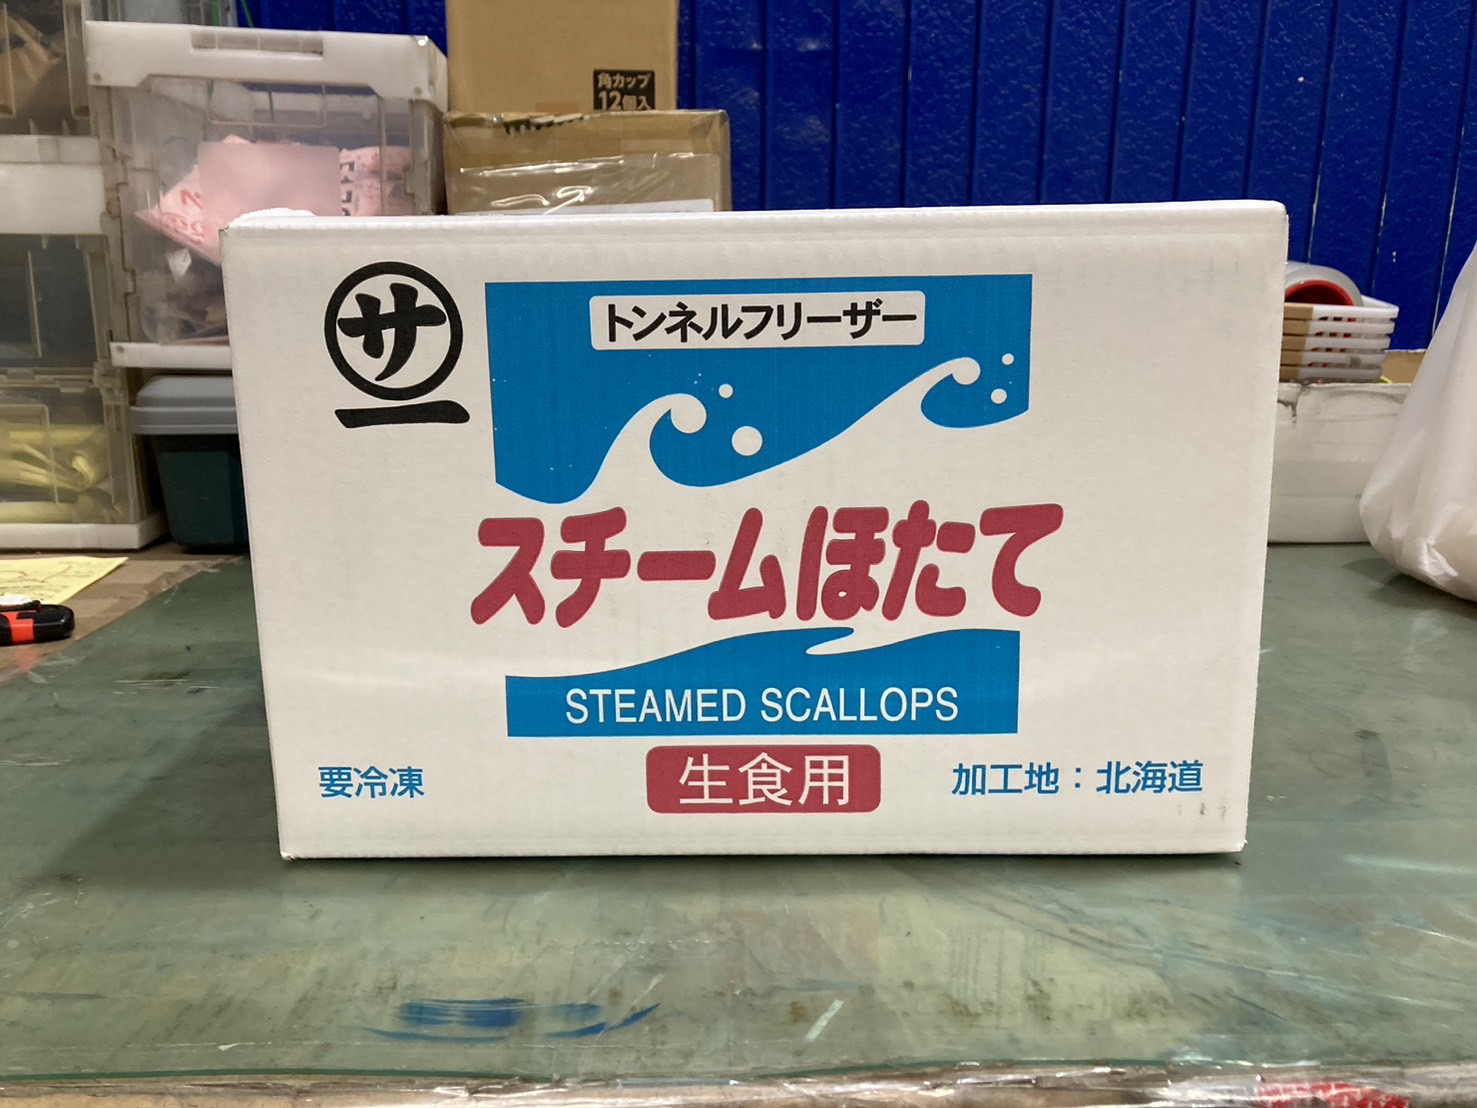 角カップ
12個入
サ
一
トンネルフリーザー
スチームほたて
STEAMED SCALLOPS
生食用
要冷凍
加工地：北海道